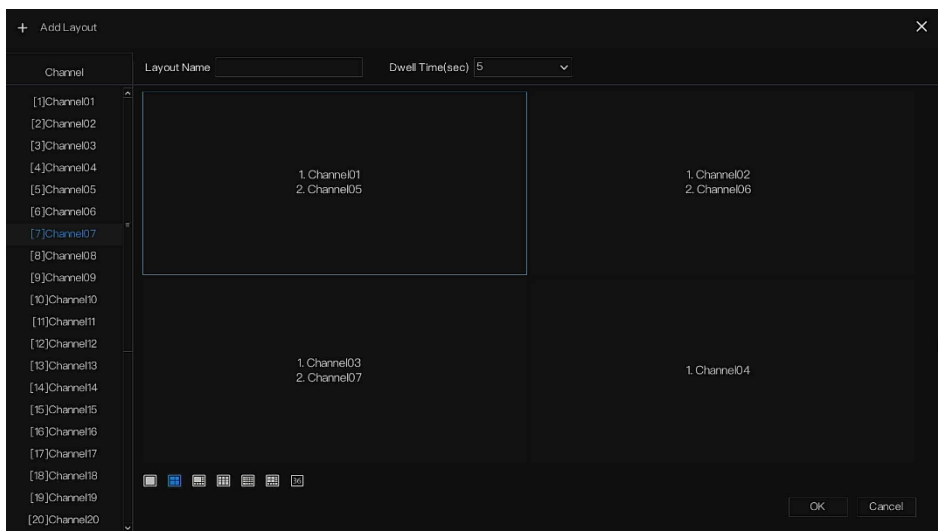 + Add Layout
Channel
Layout Name
Dwell Time(sec) 5
[1]Channel01
[2]Channel02
[3]Channel03
[4]Channel04
[5]Channel05
[6]Channel06
[7]Channel07
[8]Channel08
[9]Channel09
[10]Channel10
[11]Channel11
[12]Channel12
[13]Channel13
[14]Channel14
[15]Channel15
[16]Channel16
[17]Channel17
[18]Channel18
[19]Channel19
[20]Channel20
1. Channel01
2. Channel05
1. Channel02
2. Channel06
1. Channel03
2. Channel07
1. Channel04
36
OK
Cancel